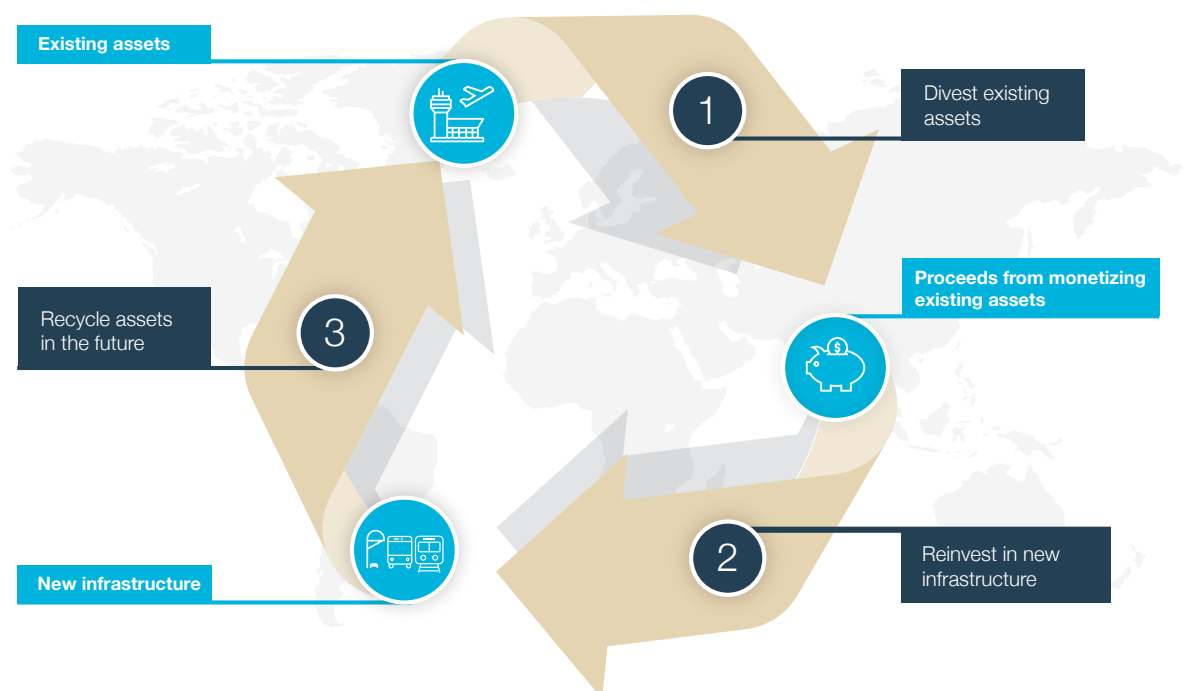 Existing assets
1
Divest existing
assets
Proceeds from monetizing
existing assets
$
3
Recycle assets
in the future
2
Reinvest in new
infrastructure
New infrastructure